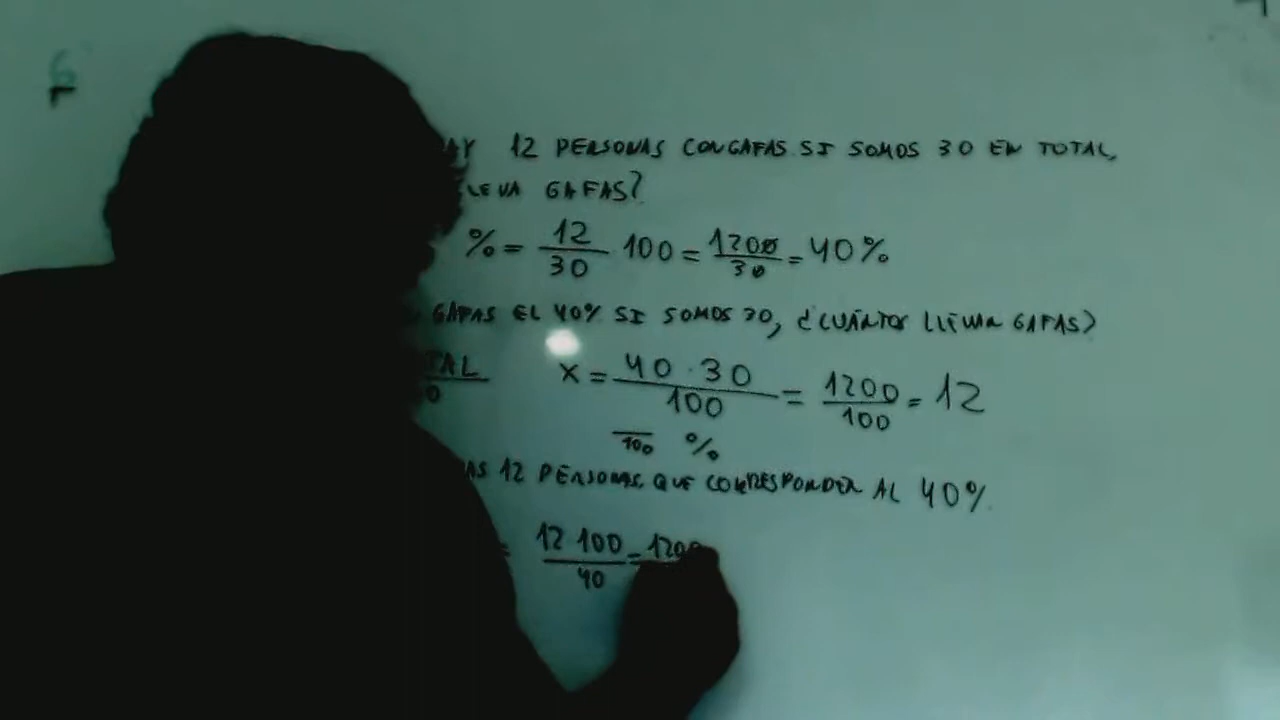 12 PERSONAS CON GAFAS SI SOMOS 30 EN TOTAL,
LLEVA GAFAS?
% = 12/30 100 = 1200/30 = 40%
GAFAS EL 40% SI SOMOS 30, ¿CUÁNTOS LLEVAN GAFAS?
x = 40 · 30 / 100 = 1200/100 = 12
/100 %
12 PERSONAS QUE CORRESPONDEN AL 40%
= 12 100 / 40 = 1200